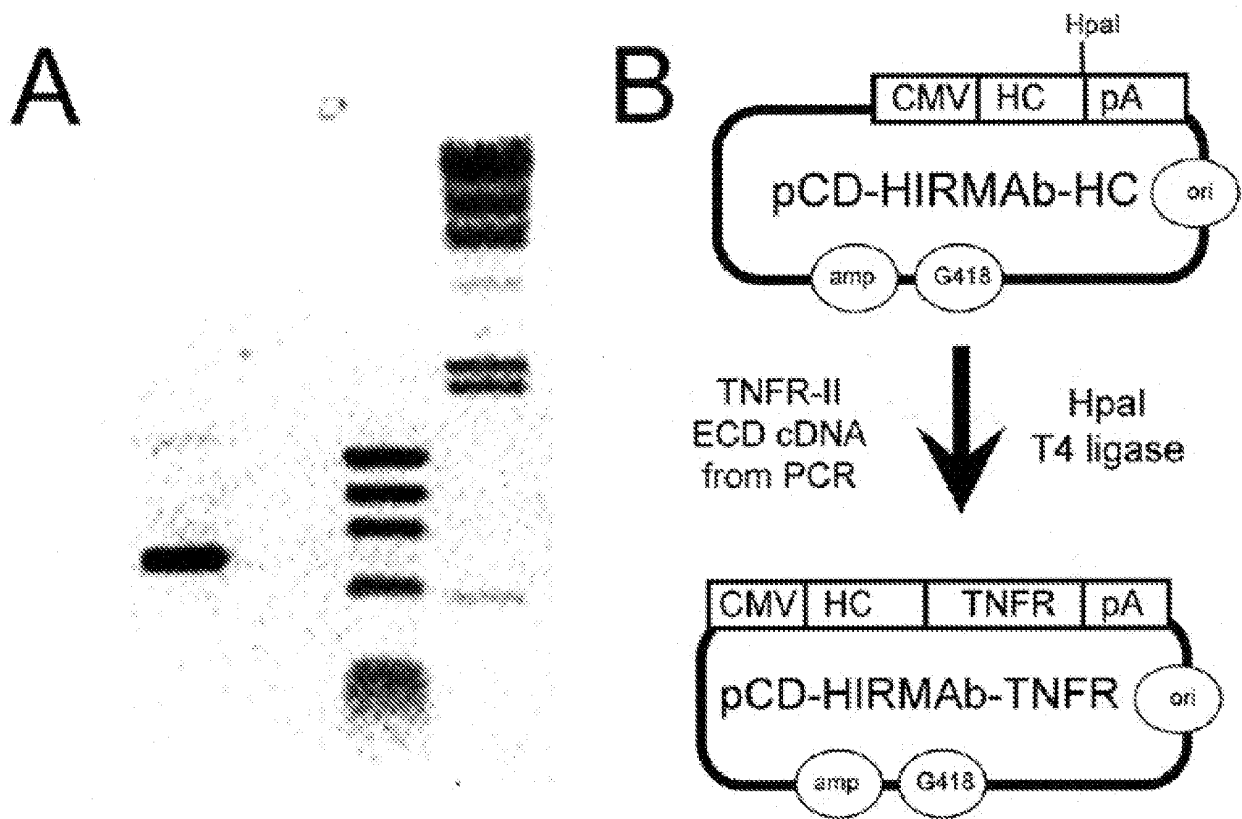 A
B
HpaI
CMV HC pA
pCD-HIRMAb-HC
ori
amp
G418
TNFR-II
ECD cDNA
from PCR
HpaI
T4 ligase
CMV HC TNFR pA
pCD-HIRMAb-TNFR
ori
amp
G418